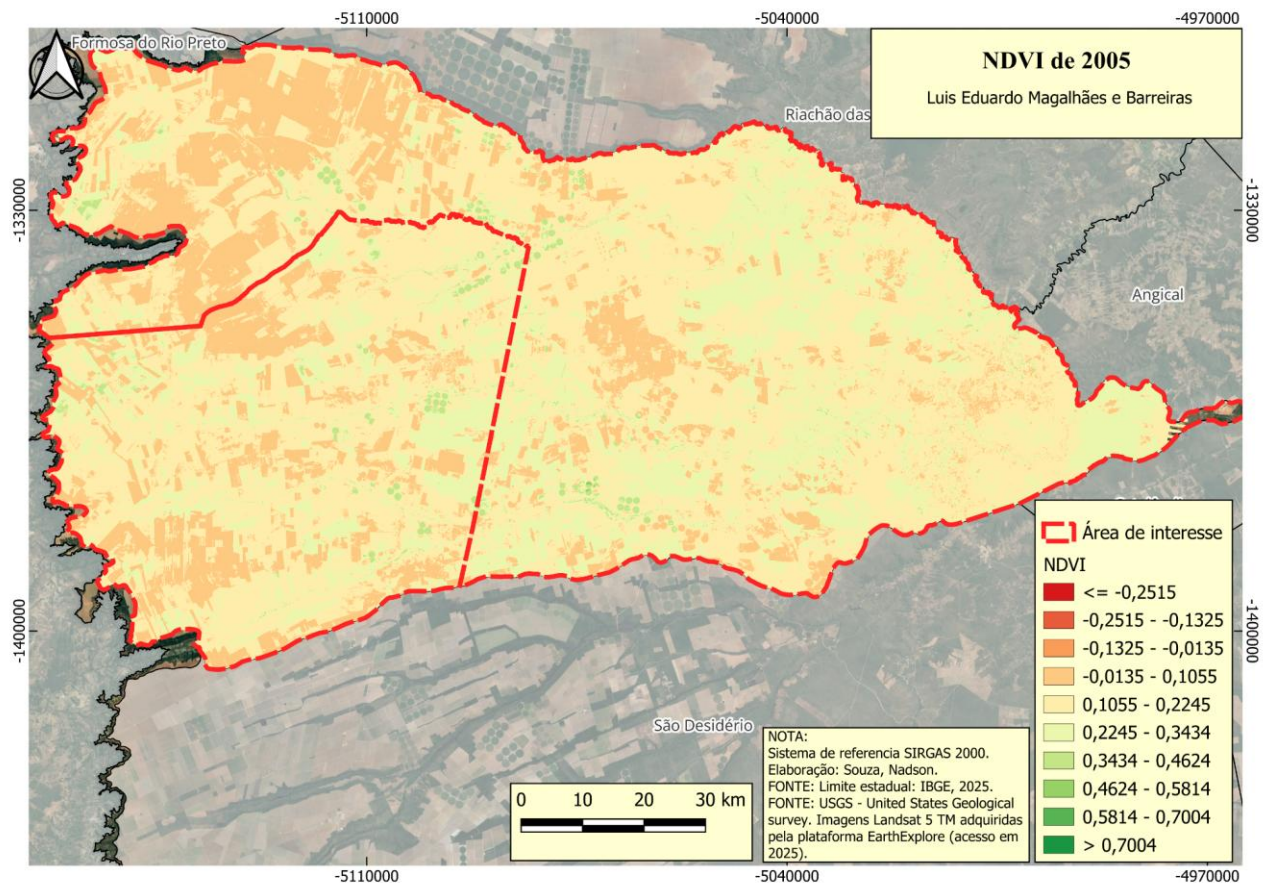 -5110000
-5040000
-4970000
Formosa do Rio Preto
NDVI de 2005
Luis Eduardo Magalhães e Barreiras
Riachão das
-1330000
-1330000
Angical
Área de interesse
NDVI
<= -0,2515
-0,2515 - -0,1325
-0,1325 - -0,0135
-0,0135 - 0,1055
0,1055 - 0,2245
0,2245 - 0,3434
0,3434 - 0,4624
0,4624 - 0,5814
0,5814 - 0,7004
> 0,7004
-1400000
-1400000
São Desidério
NOTA:
Sistema de referencia SIRGAS 2000.
Elaboração: Souza, Nadson.
FONTE: Limite estadual: IBGE, 2025.
FONTE: USGS - United States Geological
survey. Imagens Landsat 5 TM adquiridas
pela plataforma EarthExplore (acesso em
2025).
0 10 20 30 km
-5110000
-5040000
-4970000